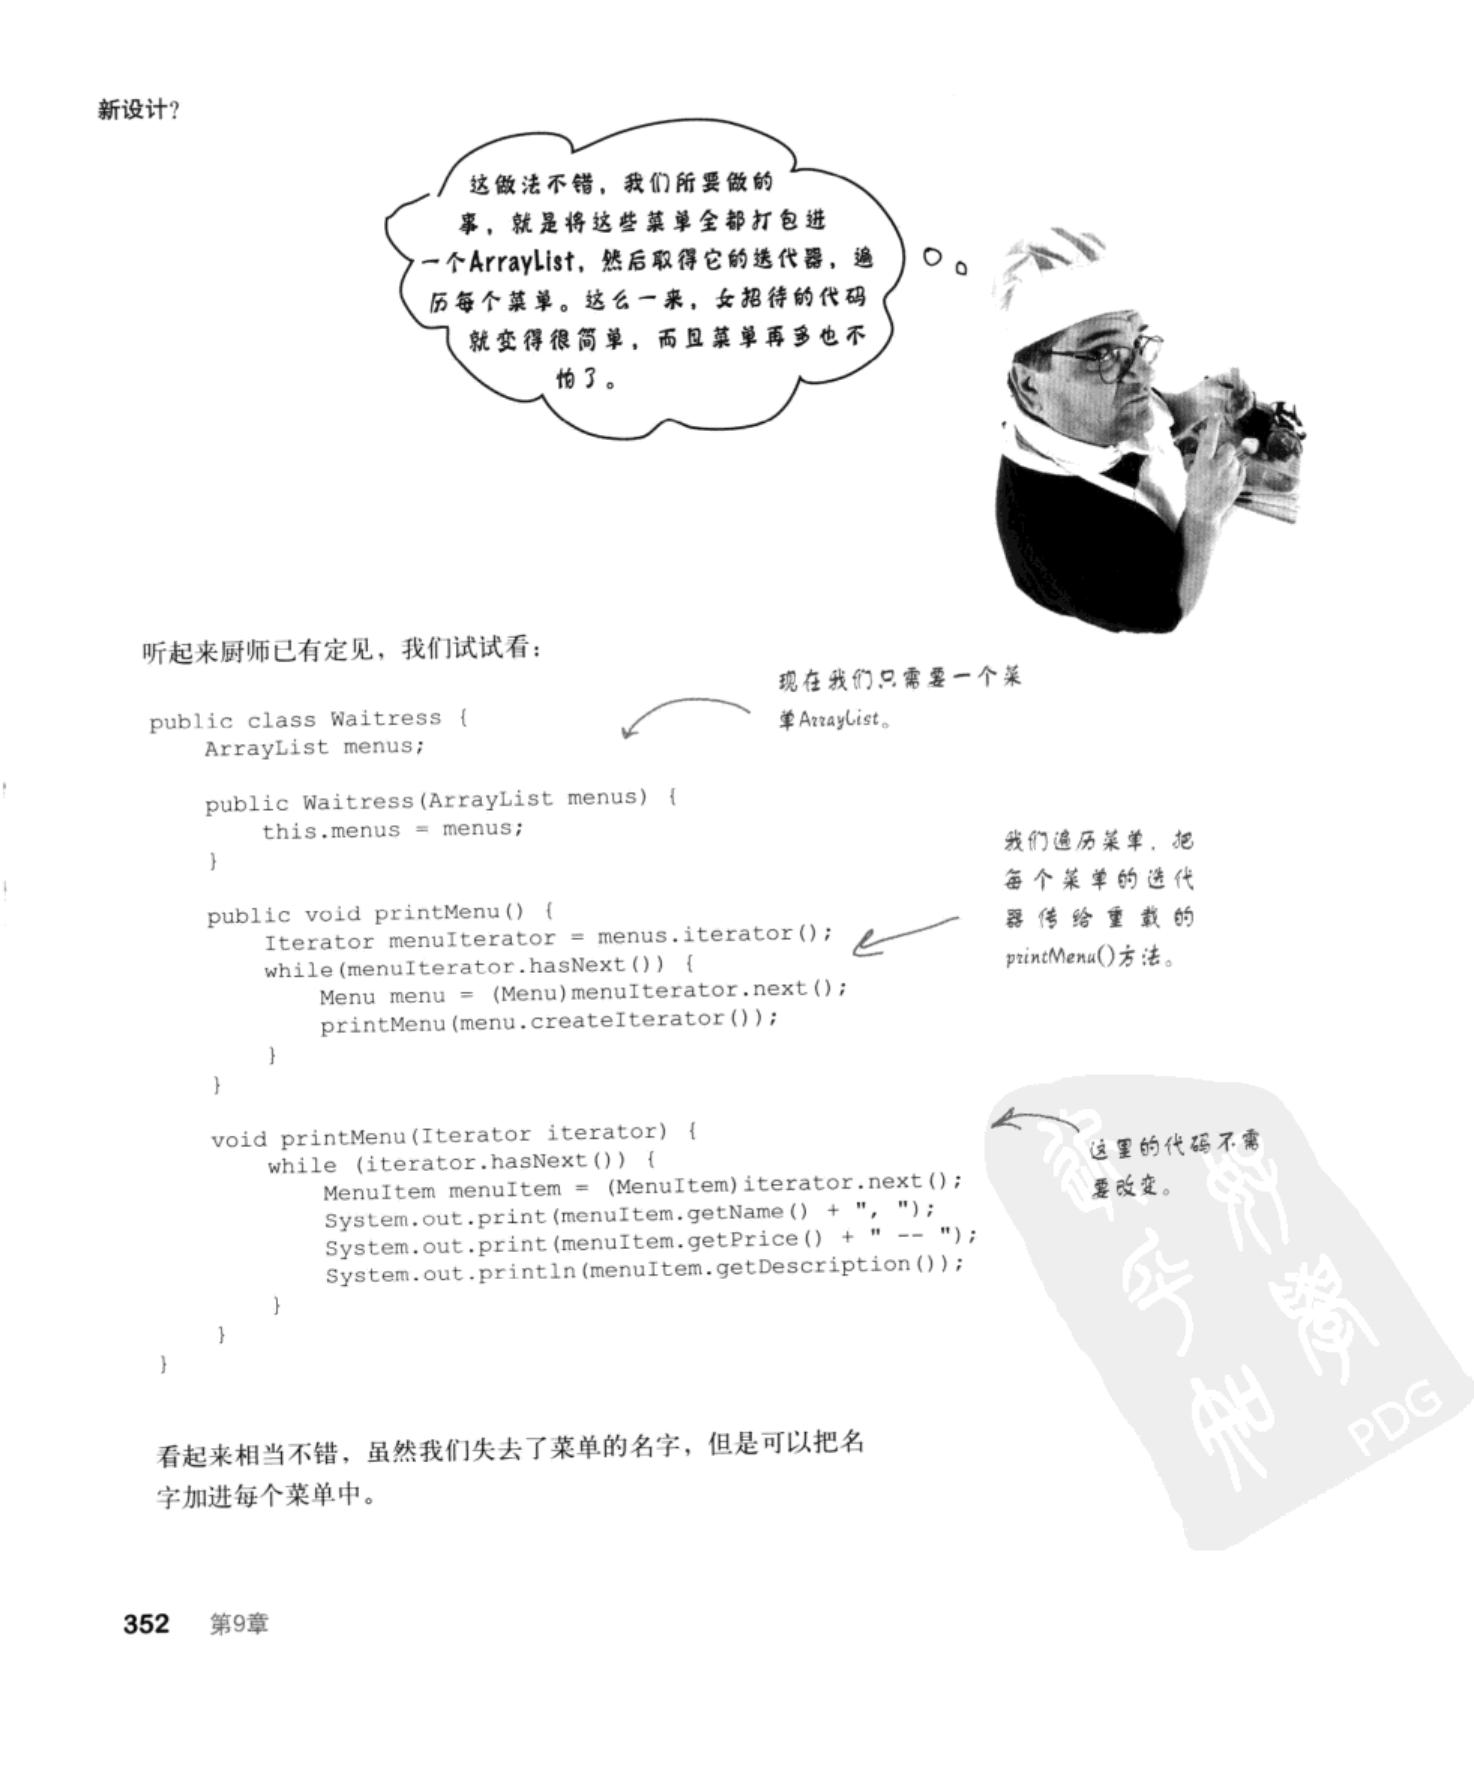 新设计?
这做法不错，我们所要做的
事，就是将这些菜单全都打包进
一个ArrayList，然后取得它的迭代器，遍
历每个菜单。这么一来，女招待的代码
就变得很简单，而且菜单再多也不
怕了。
听起来厨师已有定见，我们试试看：
现在我们只需要一个菜
单ArrayList。
public class Waitress {
    ArrayList menus;
    public Waitress(ArrayList menus) {
        this.menus = menus;
    }
我们遍历菜单，把
每个菜单的迭代
器传给重载的
printMenu()方法。
    public void printMenu() {
        Iterator menuIterator = menus.iterator();
        while(menuIterator.hasNext()) {
            Menu menu = (Menu)menuIterator.next();
            printMenu(menu.createIterator());
        }
    }
这里的代码不需
要改变。
    void printMenu(Iterator iterator) {
        while (iterator.hasNext()) {
            MenuItem menuItem = (MenuItem)iterator.next();
            System.out.print(menuItem.getName() + ", ");
            System.out.print(menuItem.getPrice() + " -- ");
            System.out.println(menuItem.getDescription());
        }
    }
}
看起来相当不错，虽然我们失去了菜单的名字，但是可以把名
字加进每个菜单中。
PDG
352 第9章